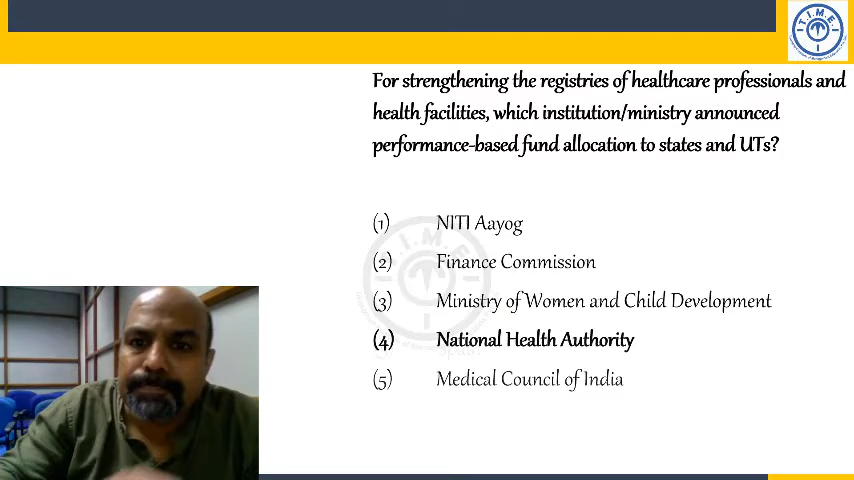 T.I.M.E.
For strengthening the registries of healthcare professionals and
health facilities, which institution/ministry announced
performance-based fund allocation to states and UTs?
(1) NITI Aayog
(2) Finance Commission
(3) Ministry of Women and Child Development
(4) National Health Authority
(5) Medical Council of India